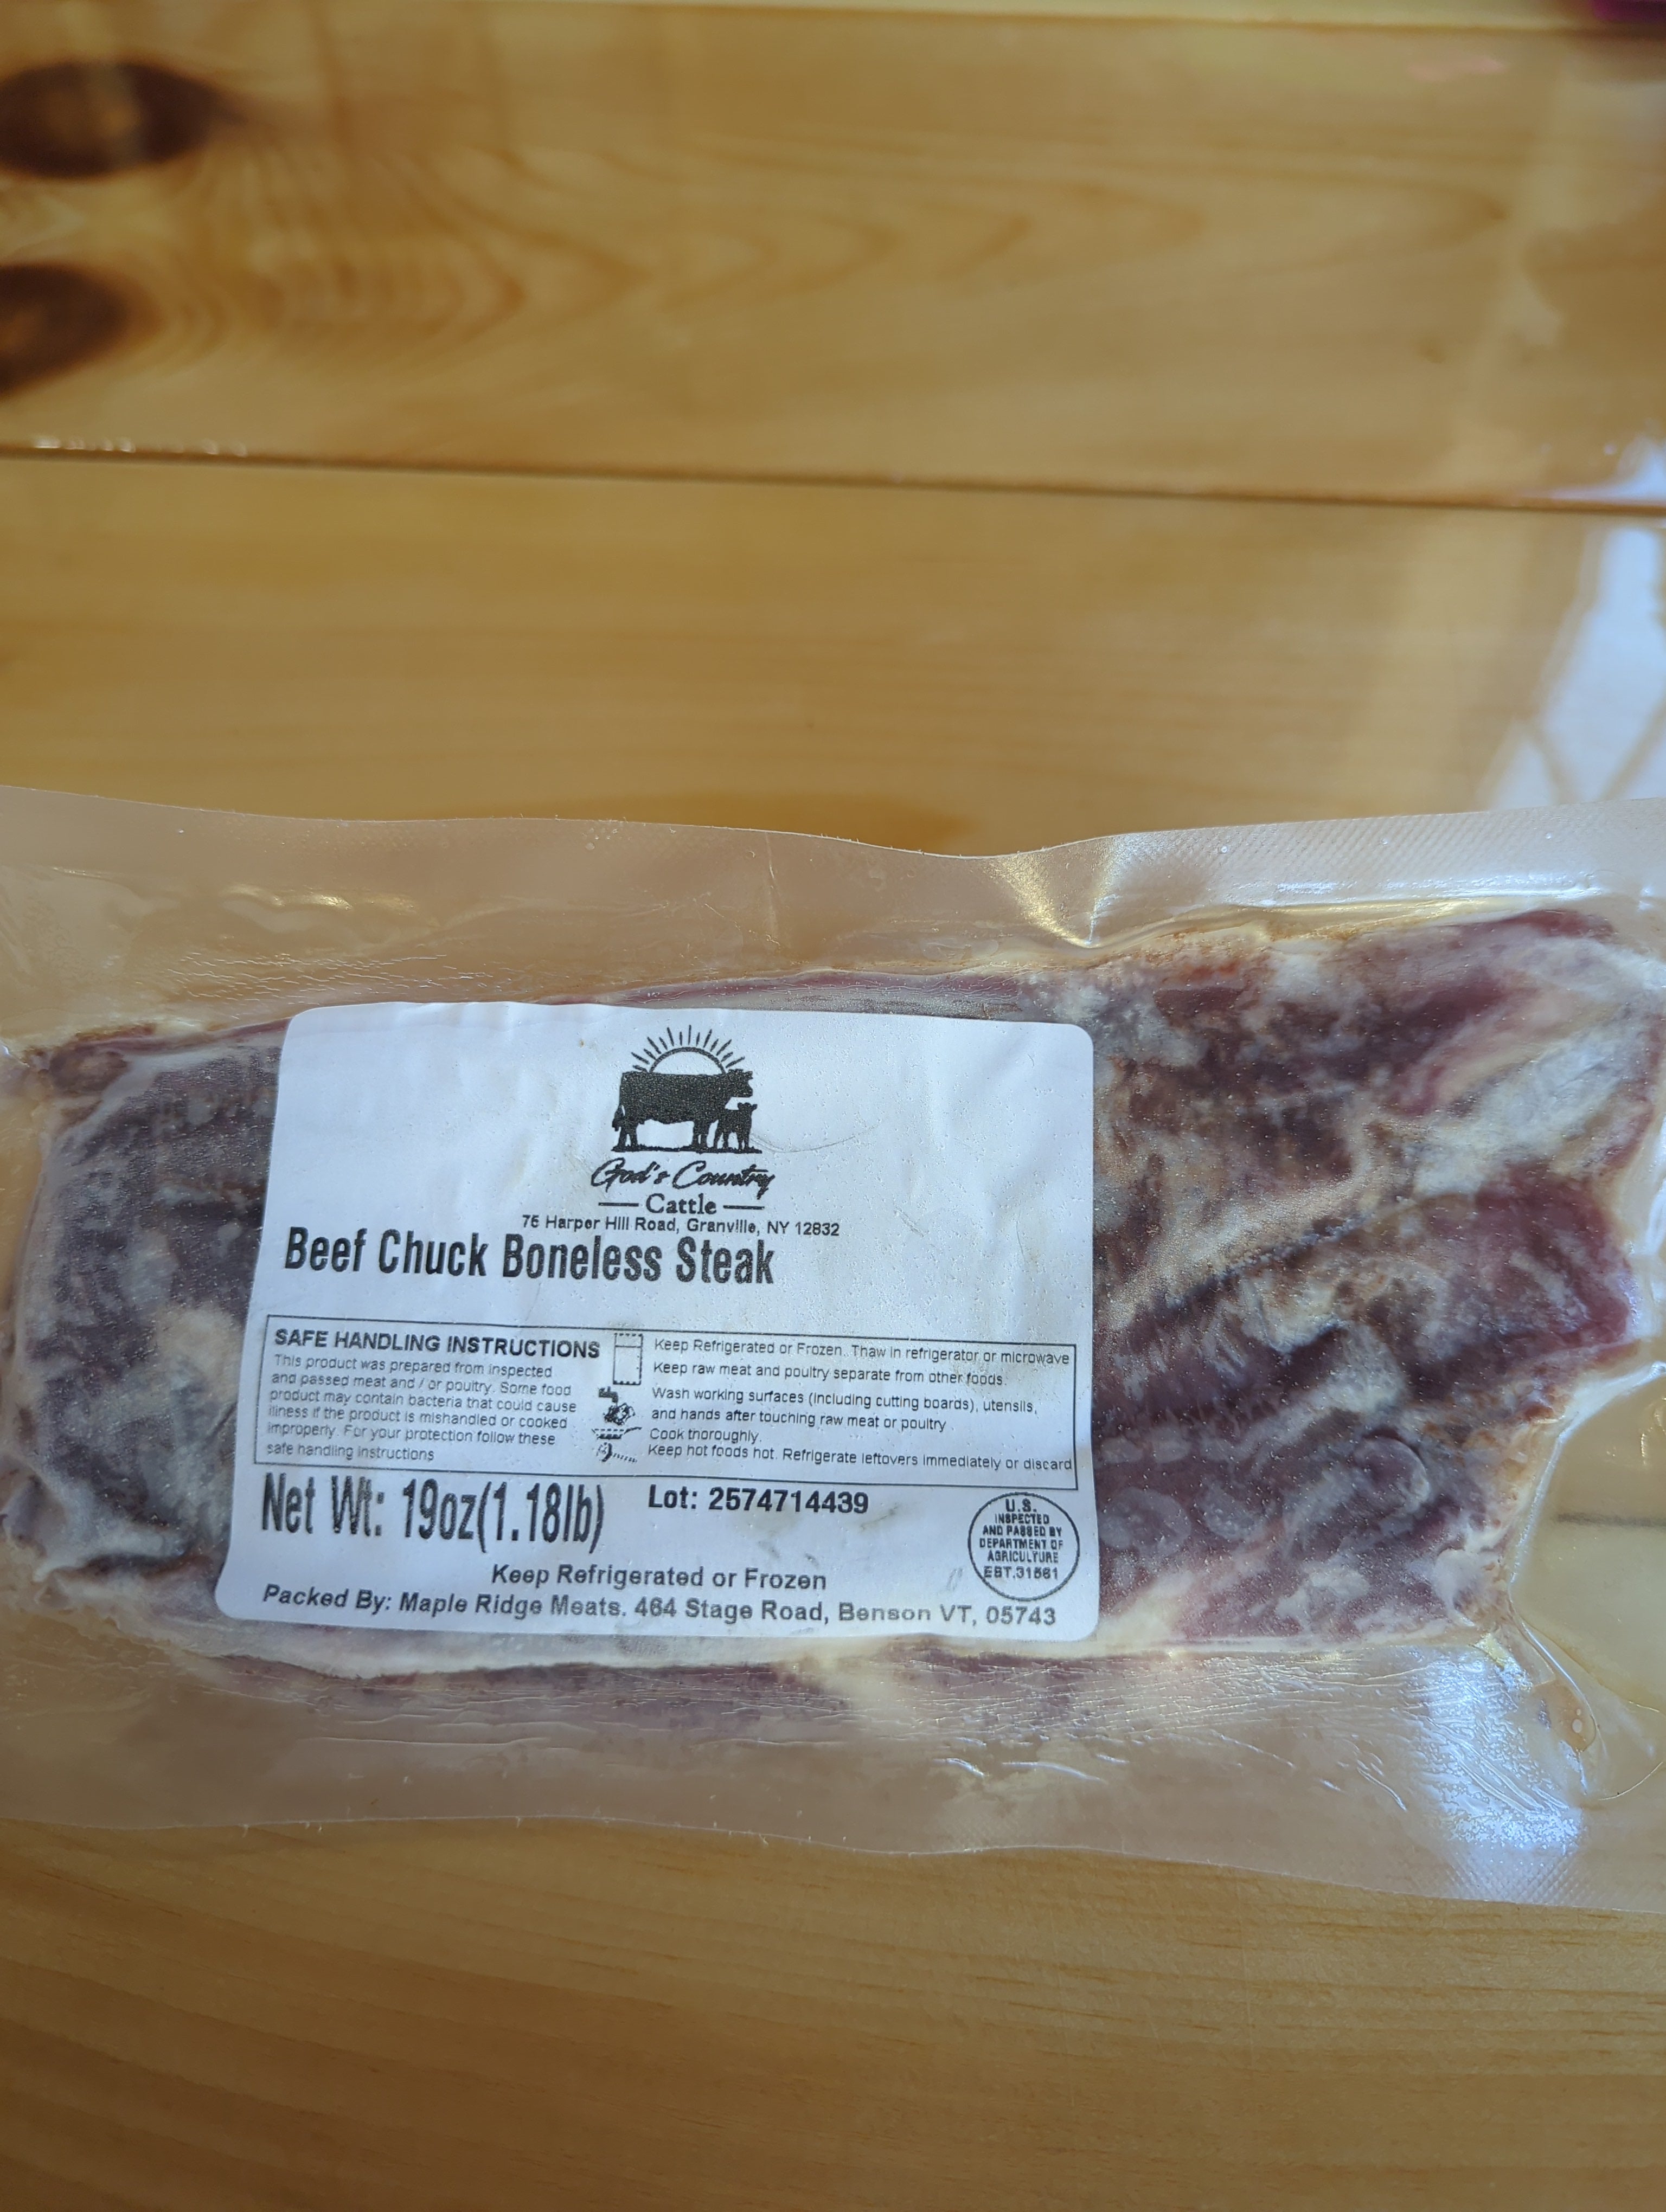 God's Country
Cattle
75 Harper Hill Road, Granville, NY 12832
Beef Chuck Boneless Steak
SAFE HANDLING INSTRUCTIONS
This product was prepared from inspected
and passed meat and / or poultry. Some food
product may contain bacteria that could cause
illness if the product is mishandled or cooked
improperly. For your protection follow these
safe handling instructions
Keep Refrigerated or Frozen. Thaw in refrigerator or microwave
Keep raw meat and poultry separate from other foods.
Wash working surfaces (including cutting boards), utensils,
and hands after touching raw meat or poultry
Cook thoroughly.
Keep hot foods hot. Refrigerate leftovers immediately or discard
Net Wt: 19oz(1.18lb)
Lot: 2574714439
U.S.
INSPECTED
AND PASSED BY
DEPARTMENT OF
AGRICULTURE
EST.31561
Keep Refrigerated or Frozen
Packed By: Maple Ridge Meats. 464 Stage Road, Benson VT, 05743